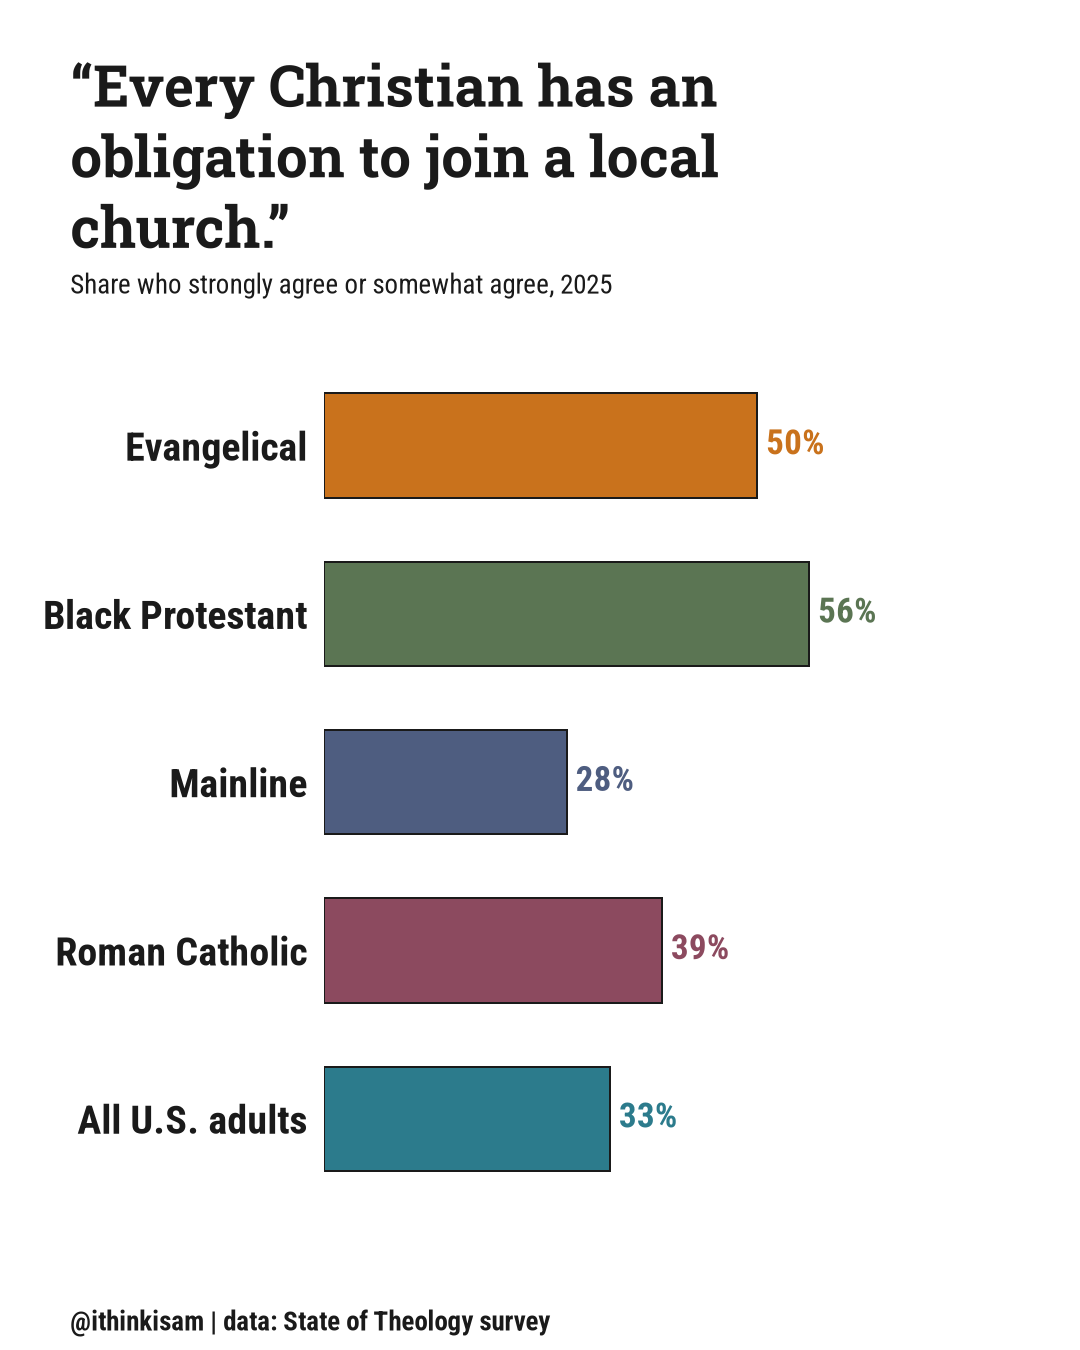 “Every Christian has an
obligation to join a local
church.”
Share who strongly agree or somewhat agree, 2025
Evangelical 50%
Black Protestant 56%
Mainline 28%
Roman Catholic 39%
All U.S. adults 33%
@ithinkisam | data: State of Theology survey